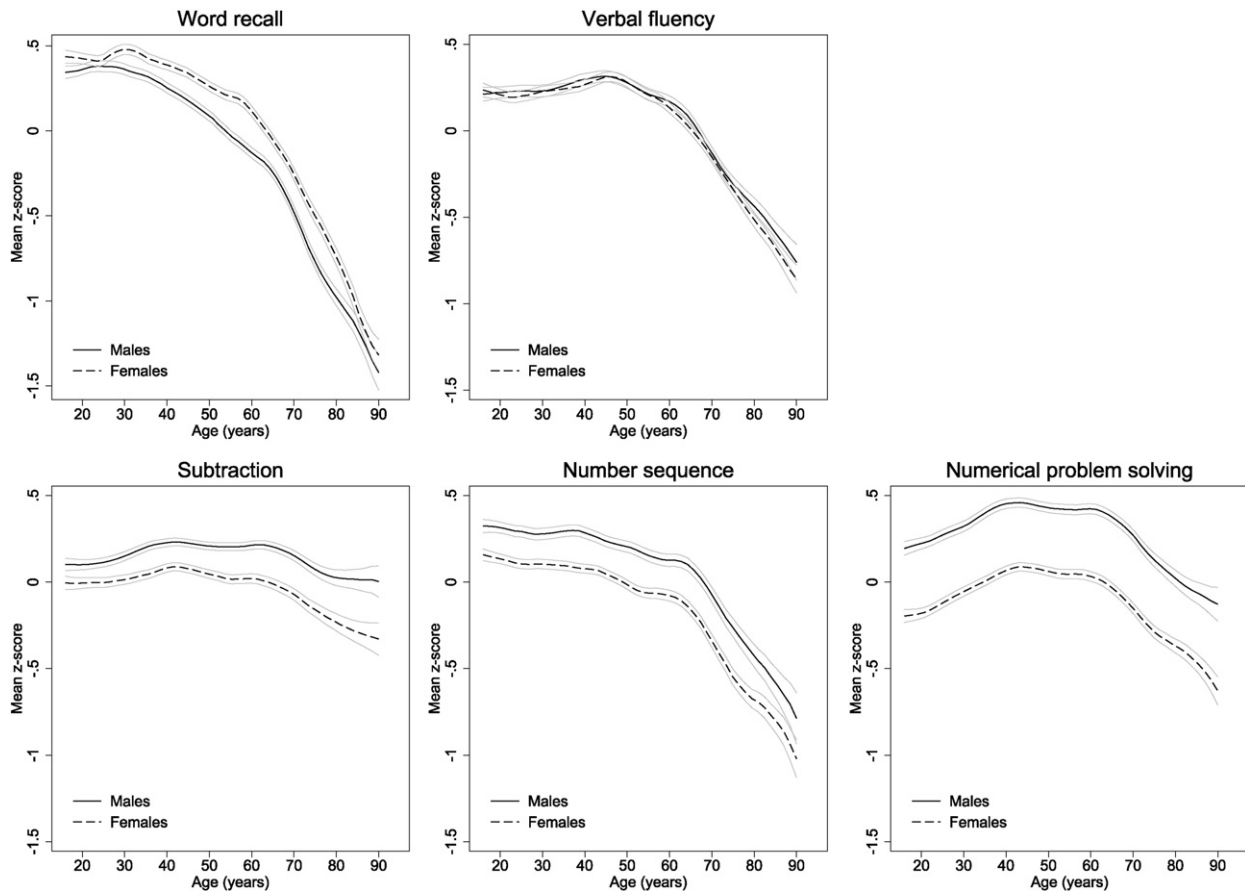 Word recall
Mean z-score
.5
0
-.5
-1
-1.5
Males
Females
20 30 40 50 60 70 80 90
Age (years)
Verbal fluency
Mean z-score
.5
0
-.5
-1
-1.5
Males
Females
20 30 40 50 60 70 80 90
Age (years)
Subtraction
Mean z-score
.5
0
-.5
-1
-1.5
Males
Females
20 30 40 50 60 70 80 90
Age (years)
Number sequence
Mean z-score
.5
0
-.5
-1
-1.5
Males
Females
20 30 40 50 60 70 80 90
Age (years)
Numerical problem solving
Mean z-score
.5
0
-.5
-1
-1.5
Males
Females
20 30 40 50 60 70 80 90
Age (years)